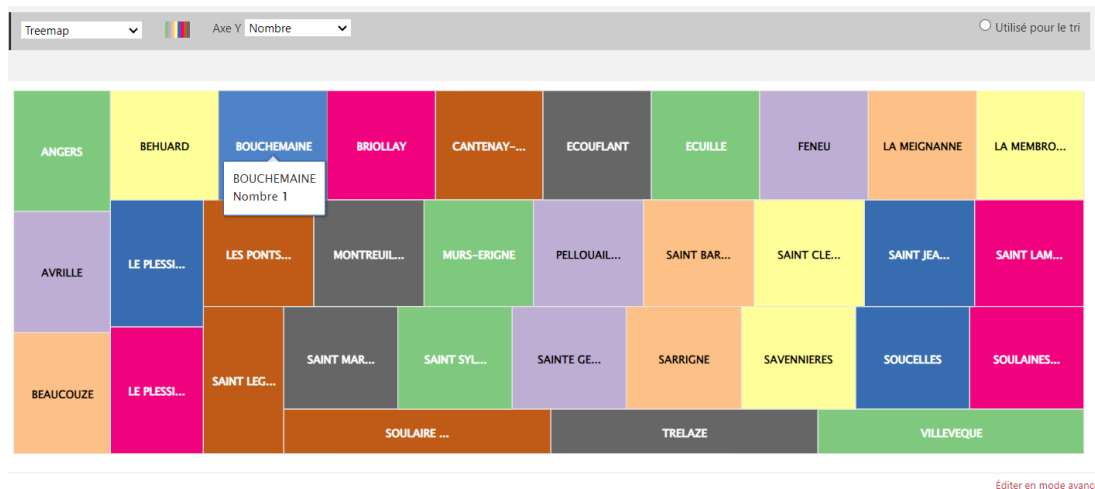 Treemap
Axe Y Nombre
Utilisé pour le tri
ANGERS
BEHUARD
BOUCHEMAINE
BRIOLLAY
CANTENAY-...
ECOUFLANT
ECUILLE
FENEU
LA MEIGNANNE
LA MEMBRO...
BOUCHEMAINE
Nombre 1
AVRILLE
LE PLESSI...
LES PONTS...
MONTREUIL...
MURS-ERIGNE
PELLOUAIL...
SAINT BAR...
SAINT CLE...
SAINT JEA...
SAINT LAM...
BEAUCOUZE
LE PLESSI...
SAINT LEG...
SAINT MAR...
SAINT SYL...
SAINTE GE...
SARRIGNE
SAVENNIERES
SOUCELLES
SOULAINES...
SOULAIRE ...
TRELAZE
VILLEVEQUE
Éditer en mode avanc